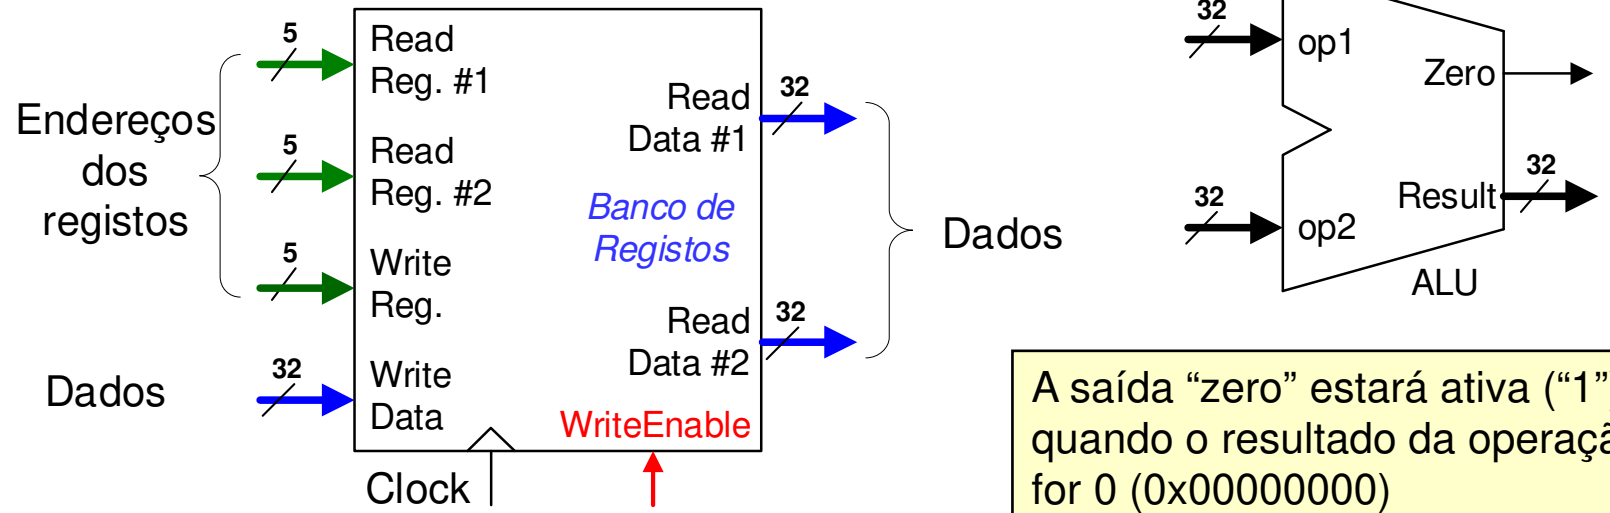 Endereços
dos
registos
Dados
5
5
5
32
Read
Reg. #1
Read
Reg. #2
Write
Reg.
Write
Data
Read
Data #1
Banco de
Registos
Read
Data #2
WriteEnable
Clock
32
32
Dados
32
op1
32
op2
Zero
Result
32
ALU
A saída “zero” estará ativa (“1”)
quando o resultado da
for 0 (0x00000000)